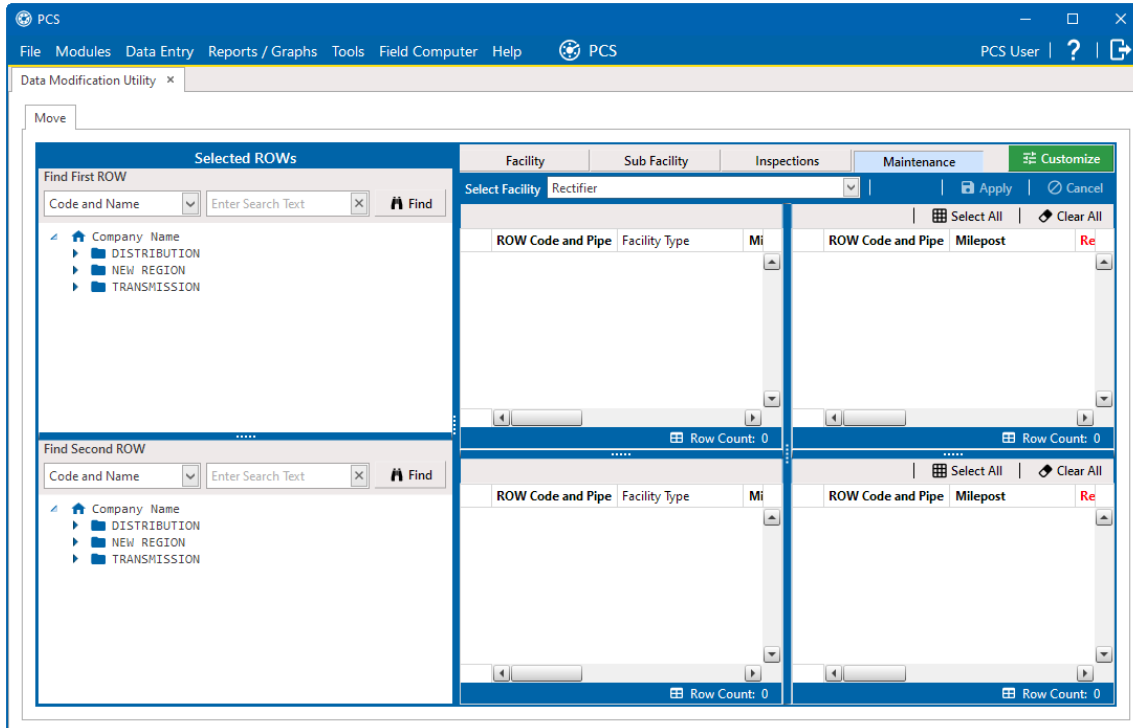 PCS
File Modules Data Entry Reports / Graphs Tools Field Computer Help PCS PCS User | ? |
Data Modification Utility ×
Move
Selected ROWs
Facility Sub Facility Inspections Maintenance Customize
Find First ROW
Select Facility Rectifier Apply Cancel
Code and Name Enter Search Text Find
Select All Clear All
ROW Code and Pipe Facility Type Mi ROW Code and Pipe Milepost Re
Company Name
DISTRIBUTION
NEW REGION
TRANSMISSION
Row Count: 0 Row Count: 0
Find Second ROW
Code and Name Enter Search Text Find
Select All Clear All
ROW Code and Pipe Facility Type Mi ROW Code and Pipe Milepost Re
Company Name
DISTRIBUTION
NEW REGION
TRANSMISSION
Row Count: 0 Row Count: 0